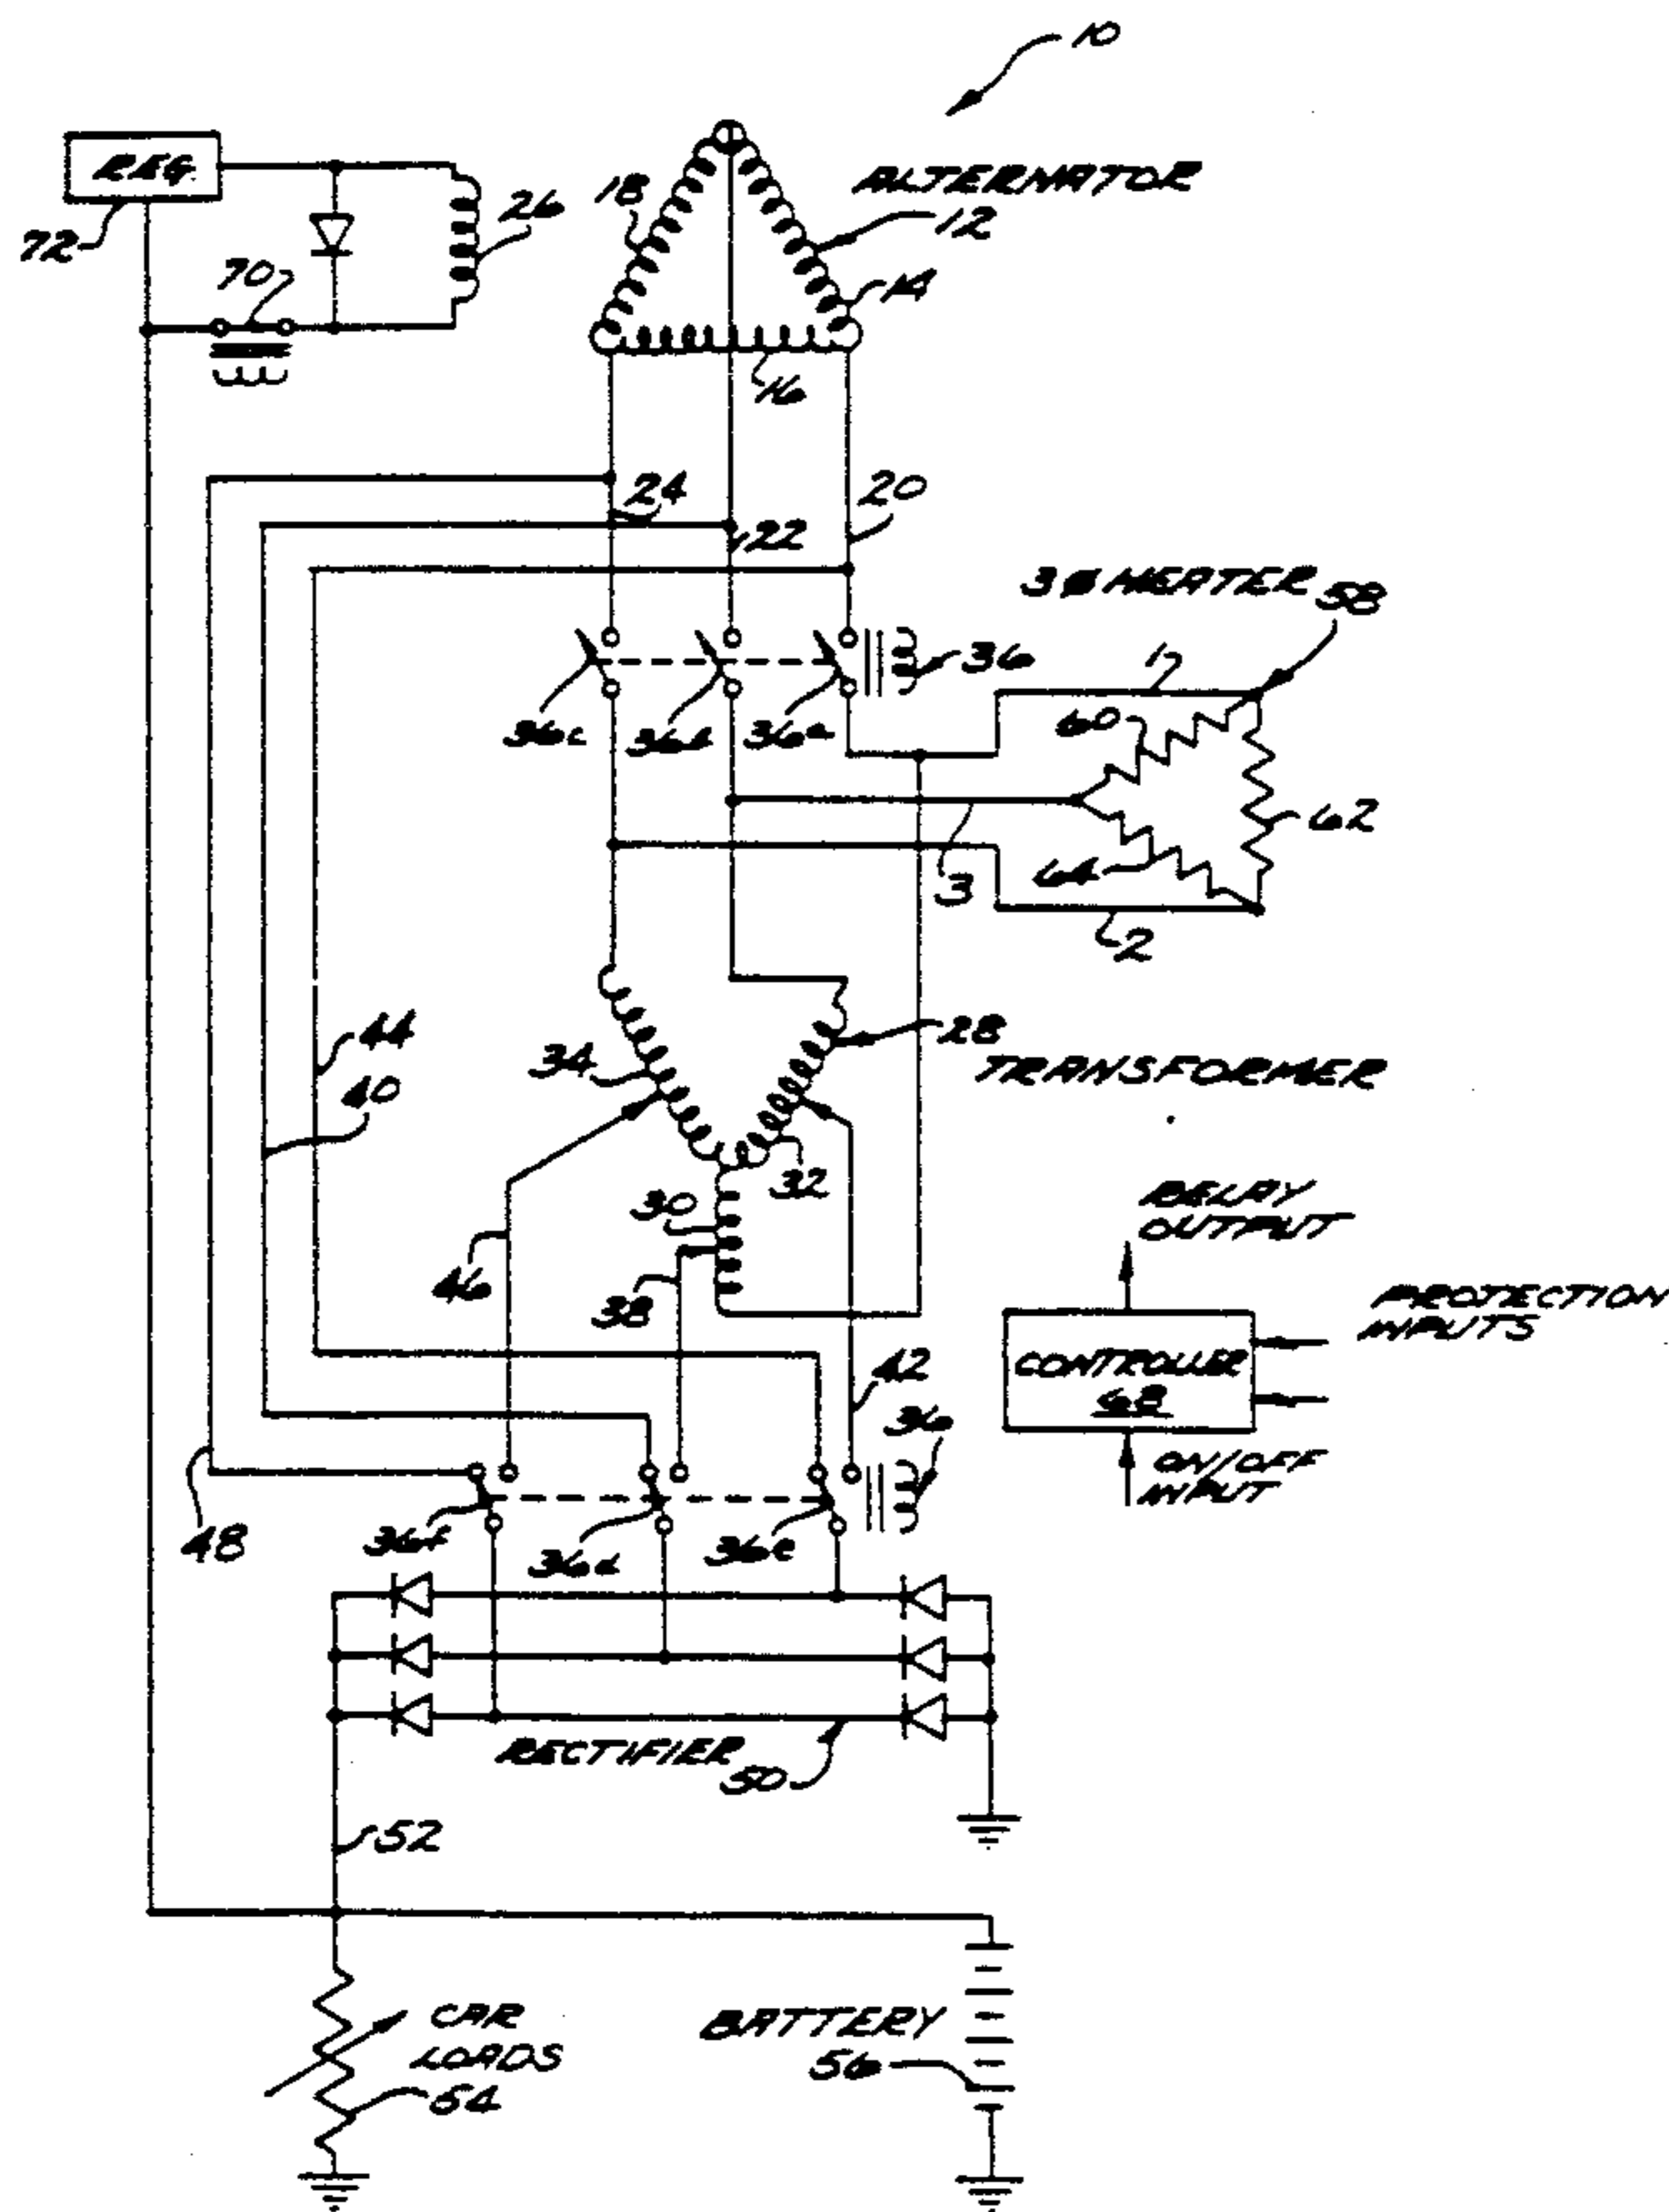 10
REG.
72
70
26
18
ALTERNATOR
12
14
16
24
22
20
3Ø HEATER
58
36
36c
36b
36a
1
60
62
64
3
2
44
40
34
28
TRANSFORMER
32
30
46
38
42
RELAY
OUTPUT
PROTECTION
INPUTS
CONTROLLER
68
ON/OFF
INPUT
36
48
36f
36d
36e
RECTIFIER
50
52
CAR
LOADS
54
BATTERY
56